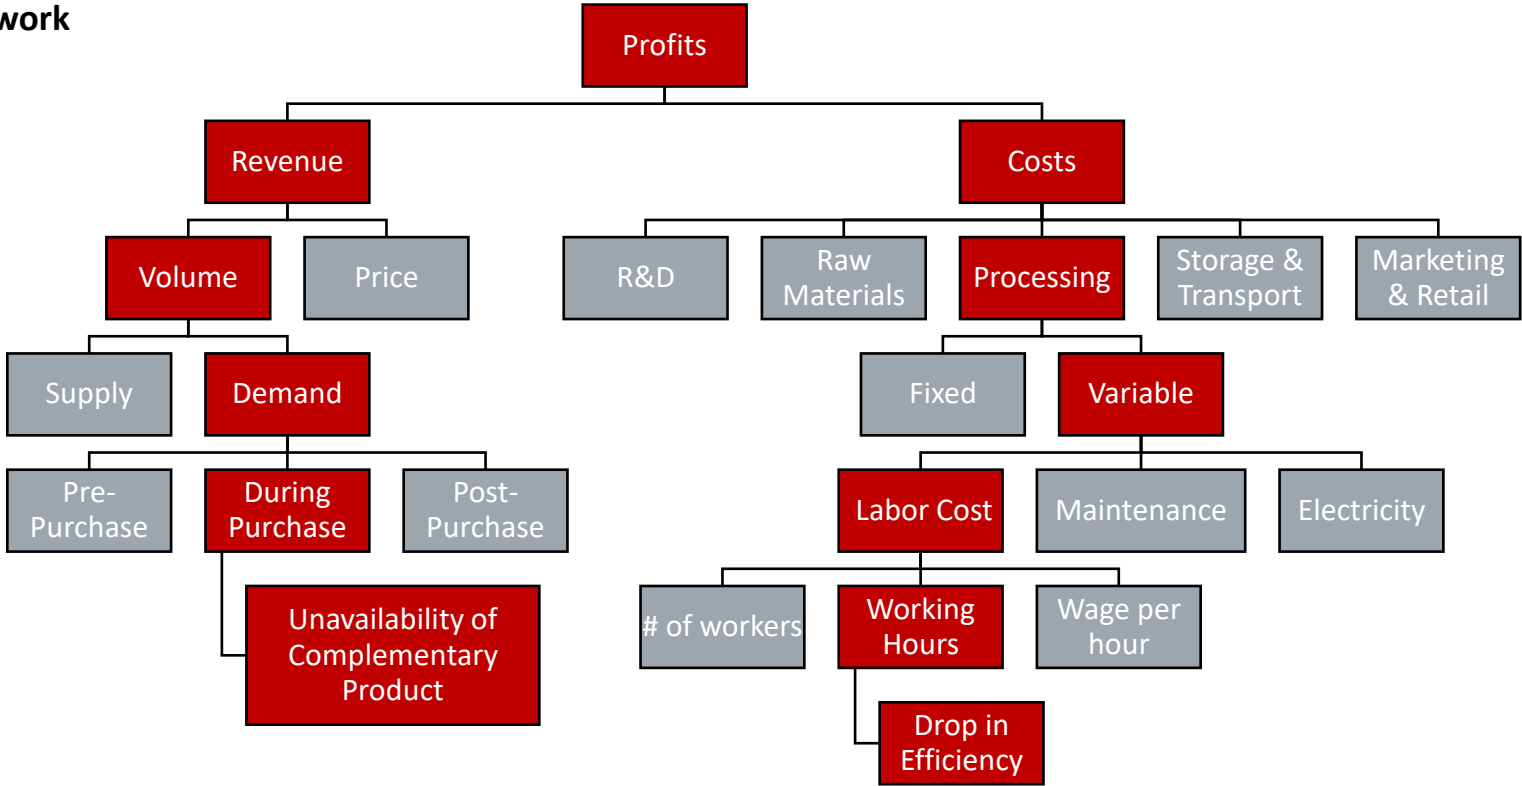 work
Profits
Revenue
Costs
Volume
Price
R&D
Raw
Materials
Processing
Storage &
Transport
Marketing
& Retail
Supply
Demand
Fixed
Variable
Pre-
Purchase
During
Purchase
Post-
Purchase
Labor Cost
Maintenance
Electricity
Unavailability of
Complementary
Product
# of workers
Working
Hours
Wage per
hour
Drop in
Efficiency